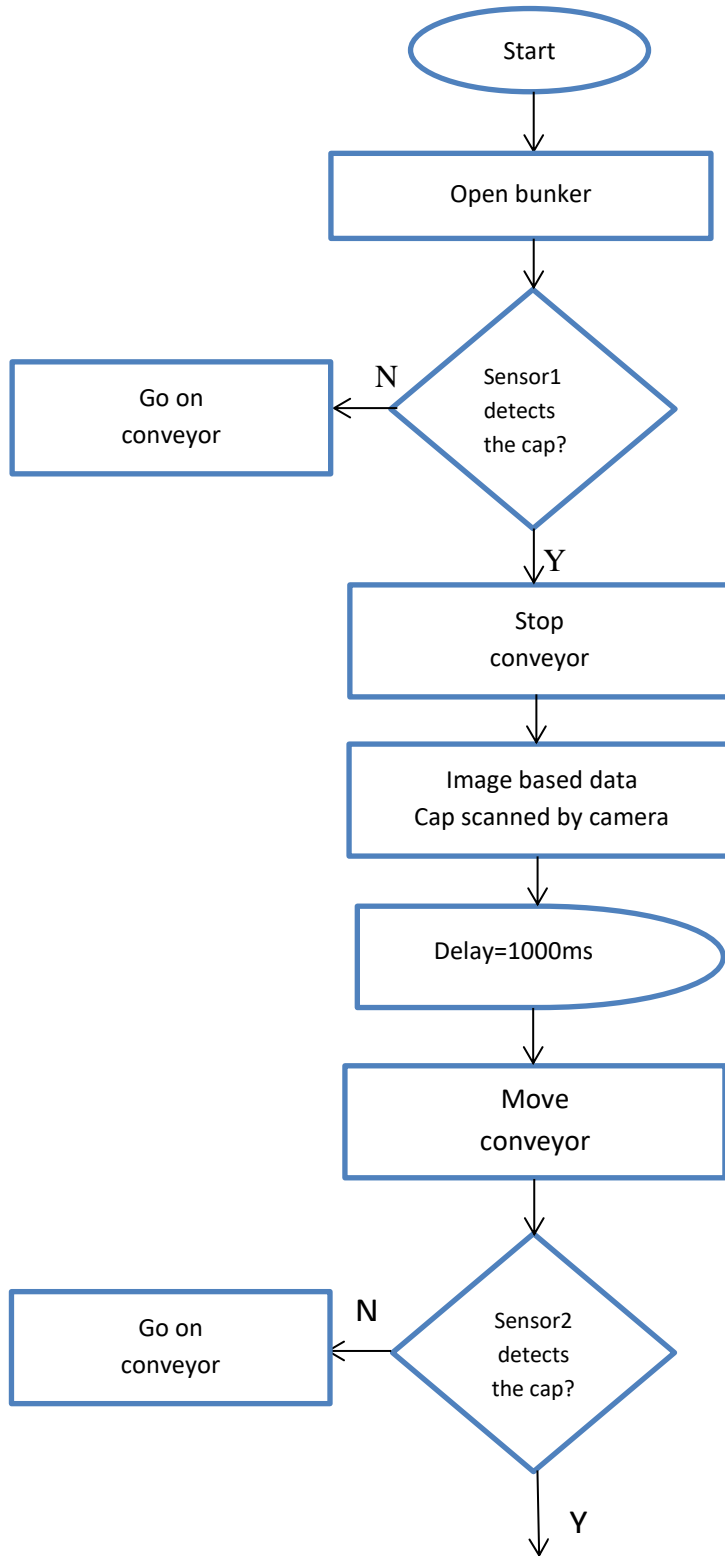 Start
Open bunker
Sensor1
detects
the cap?
N
Go on
conveyor
Y
Stop
conveyor
Image based data
Cap scanned by camera
Delay=1000ms
Move
conveyor
Sensor2
detects
the cap?
N
Go on
conveyor
Y